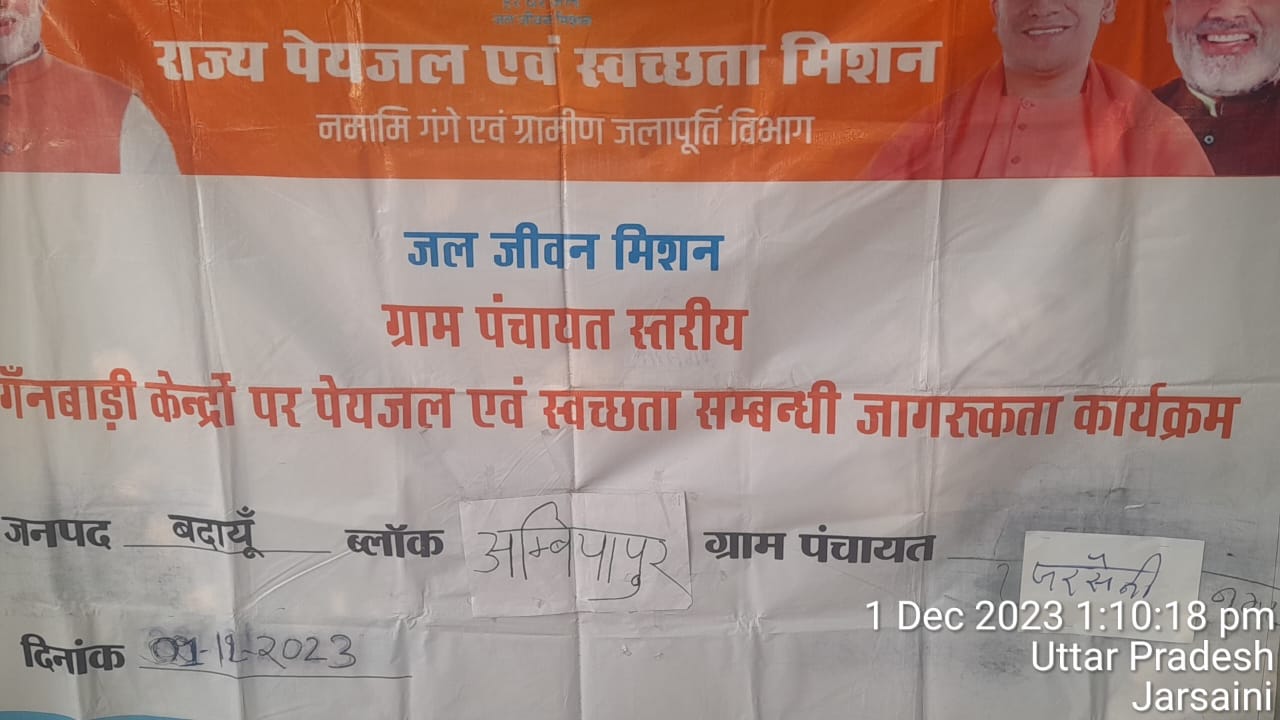 राज्य पेयजल एवं स्वच्छता मिशन
नमामि गंगे एवं ग्रामीण जलापूर्ति विभाग
जल जीवन मिशन
ग्राम पंचायत स्तरीय
गँनबाड़ी केन्द्रों पर पेयजल एवं स्वच्छता सम्बन्धी जागरुकता कार्यक्रम
जनपद बदायूँ ब्लॉक अम्बियापुर ग्राम पंचायत जरसैनी
दिनांक 01-12-2023
1 Dec 2023 1:10:18 pm
Uttar Pradesh
Jarsaini